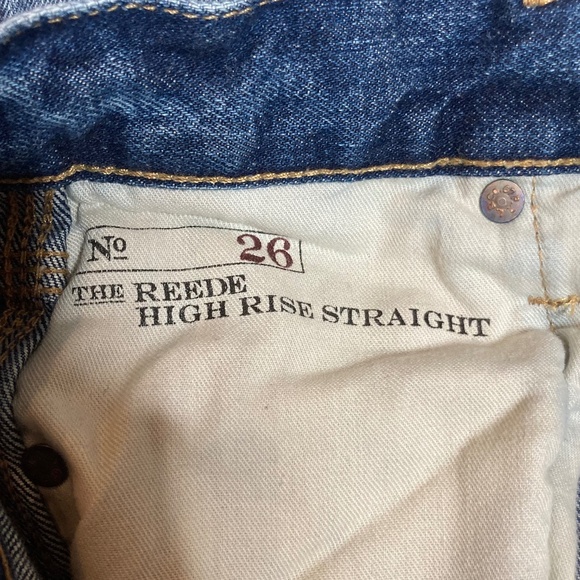 No 26
THE REEDE
HIGH RISE STRAIGHT